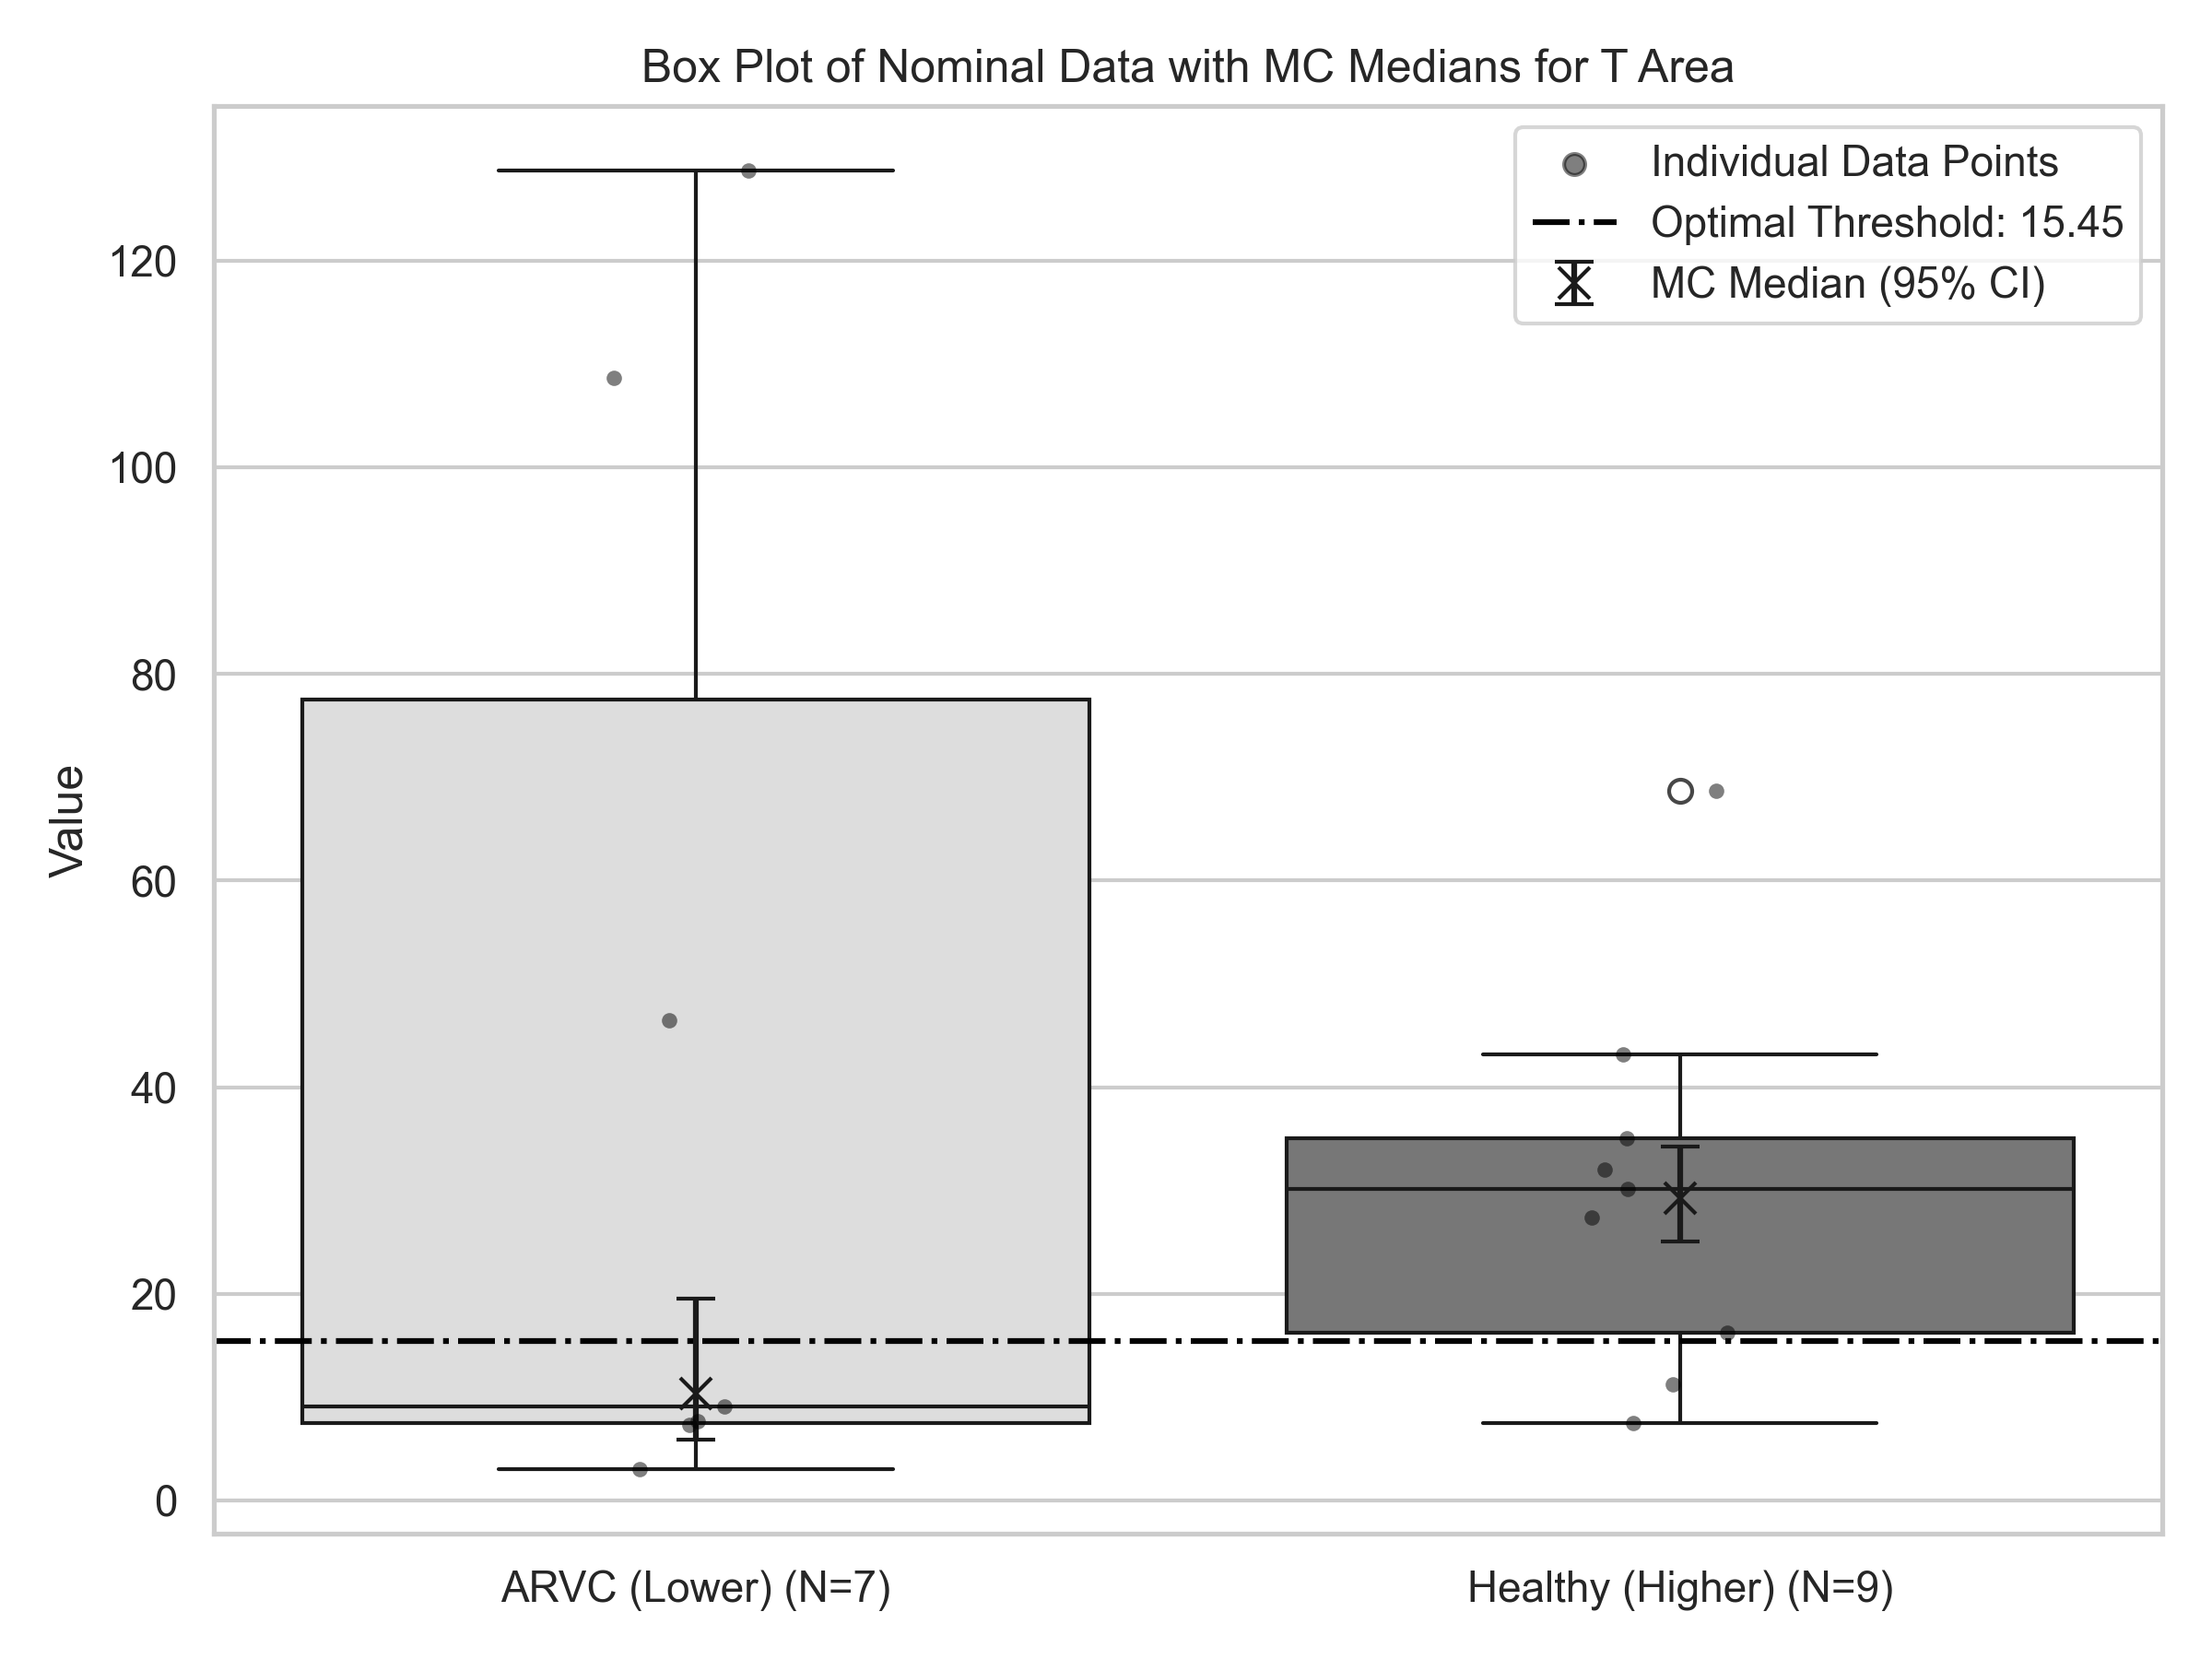 Box Plot of Nominal Data with MC Medians for T Area
Individual Data Points
Optimal Threshold: 15.45
MC Median (95% CI)
Value
120
100
80
60
40
20
0
ARVC (Lower) (N=7)
Healthy (Higher) (N=9)